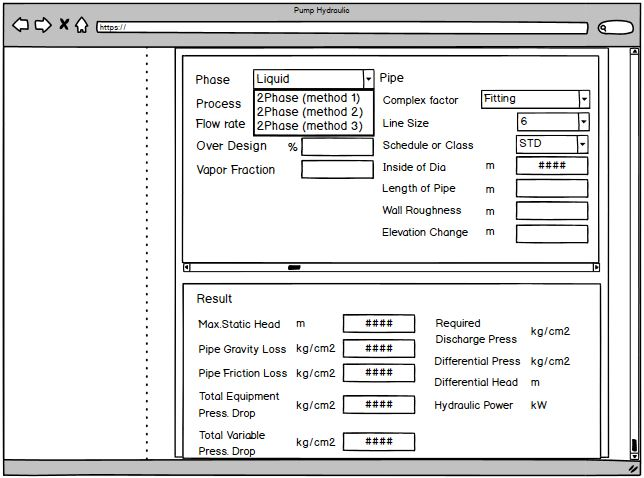 Pump Hydraulic
https://
Phase Liquid
2Phase (method 1)
2Phase (method 2)
2Phase (method 3)
Process
Flow rate
Over Design %
Vapor Fraction
Pipe
Complex factor Fitting
Line Size 6
Schedule or Class STD
Inside of Dia m ####
Length of Pipe m
Wall Roughness m
Elevation Change m
Result
Max.Static Head m ####
Pipe Gravity Loss kg/cm2 ####
Pipe Friction Loss kg/cm2 ####
Total Equipment
Press. Drop kg/cm2 ####
Total Variable
Press. Drop kg/cm2 ####
Required
Discharge Press kg/cm2
Differential Press kg/cm2
Differential Head m
Hydraulic Power kW